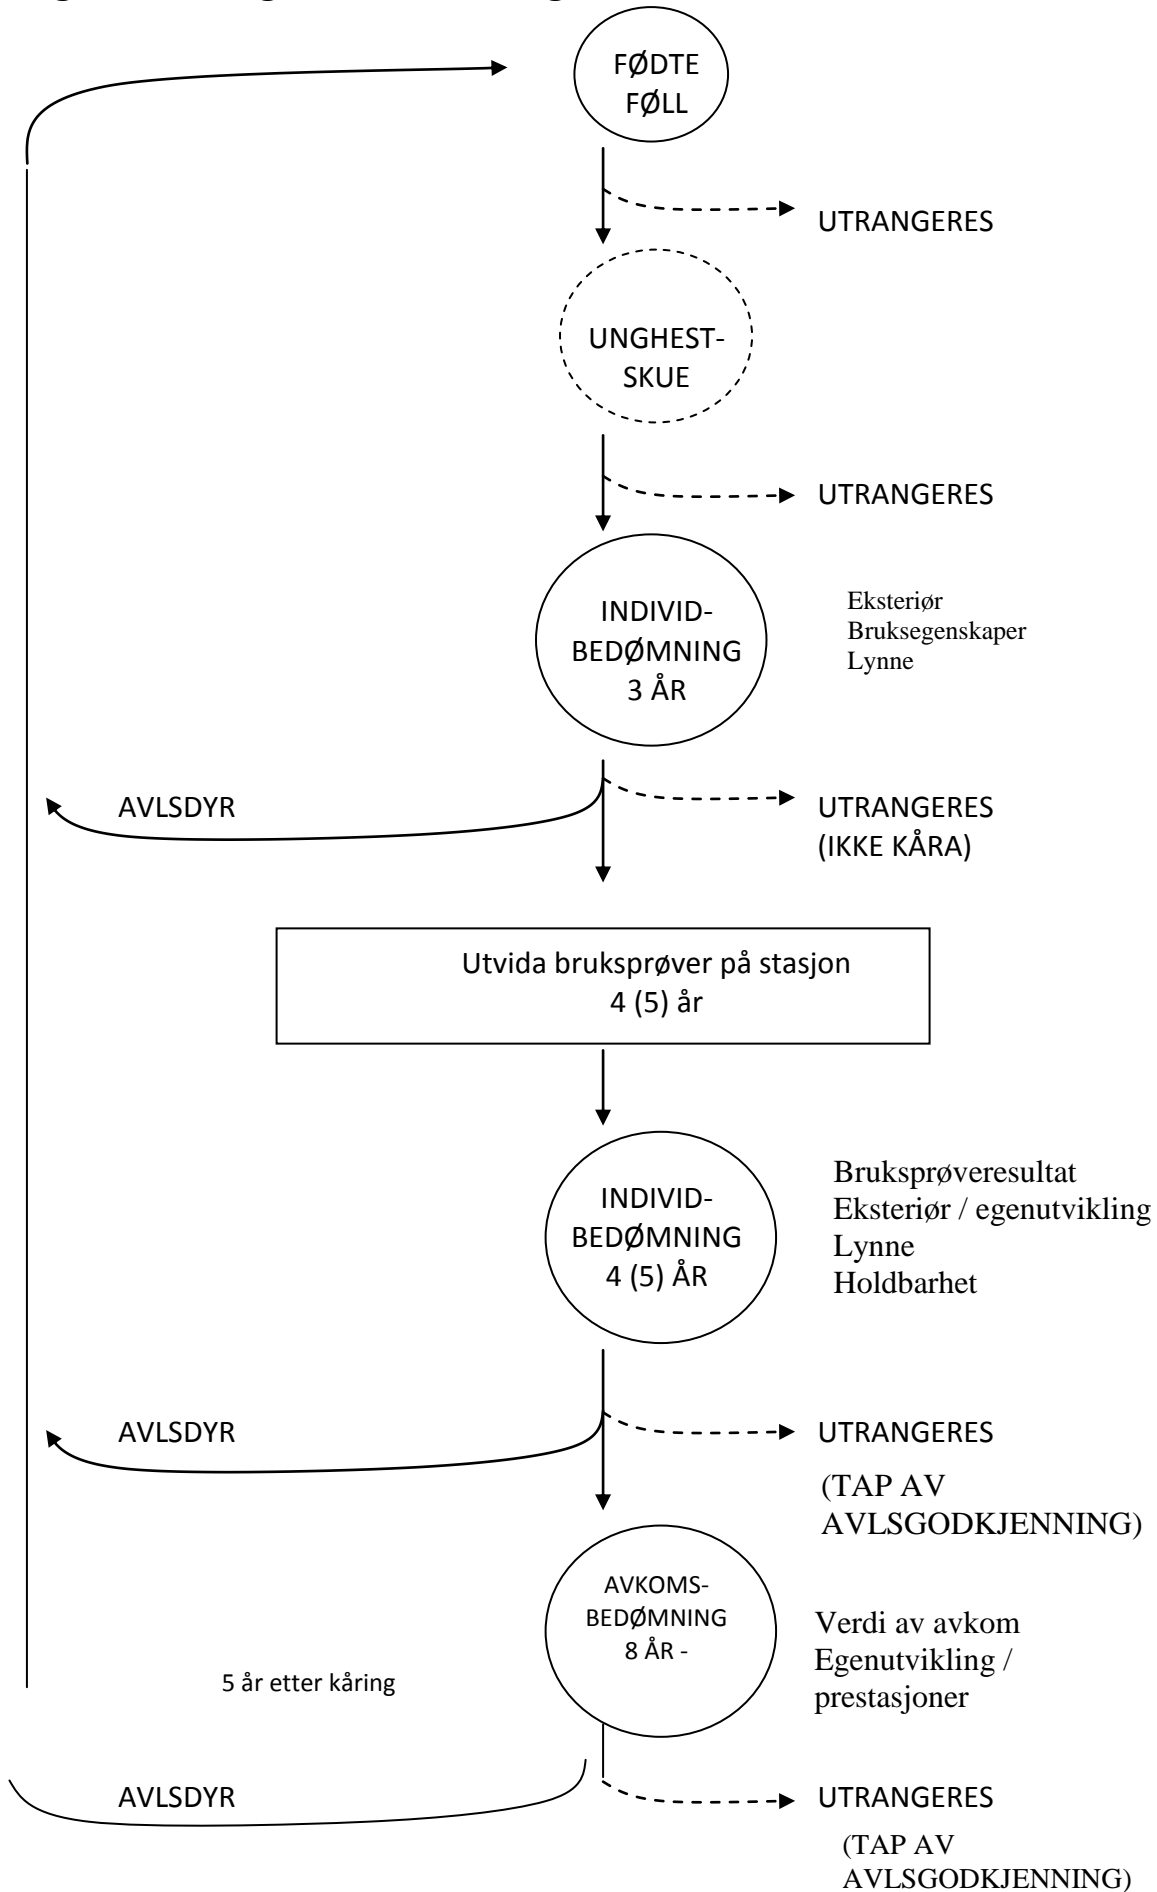 FØDTE
FØLL
UTRANGERES
UNGHEST-
SKUE
UTRANGERES
INDIVID-
BEDØMNING
3 ÅR
Eksteriør
Bruksegenskaper
Lynne
AVLSDYR
UTRANGERES
(IKKE KÅRA)
Utvida bruksprøver på stasjon
4 (5) år
INDIVID-
BEDØMNING
4 (5) ÅR
Bruksprøveresultat
Eksteriør / egenutvikling
Lynne
Holdbarhet
AVLSDYR
UTRANGERES
(TAP AV
AVLSGODKJENNING)
AVKOMS-
BEDØMNING
8 ÅR -
Verdi av avkom
Egenutvikling /
prestasjoner
5 år etter kåring
AVLSDYR
UTRANGERES
(TAP AV
AVLSGODKJENNING)